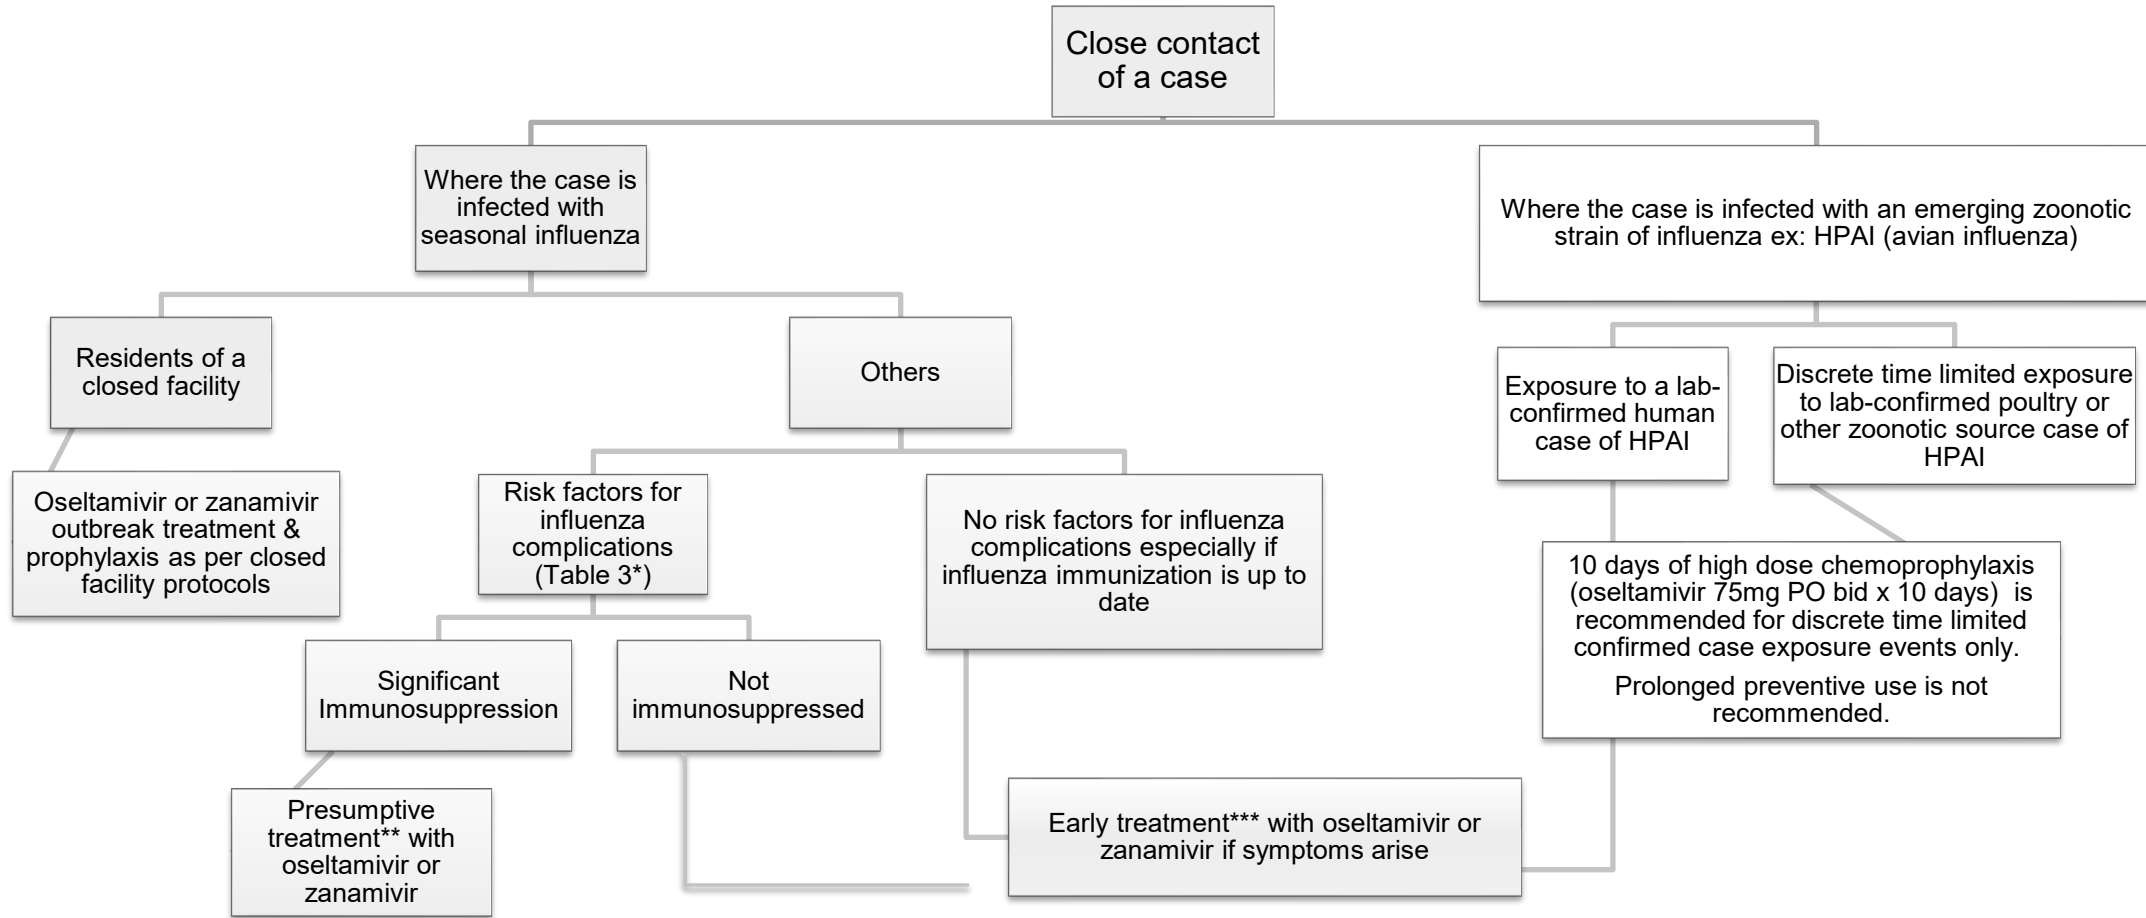 Close contact
of a case
Where the case is
infected with
seasonal influenza
Where the case is infected with an emerging zoonotic
strain of influenza ex: HPAI (avian influenza)
Residents of a
closed facility
Others
Exposure to a lab-
confirmed human
case of HPAI
Discrete time limited exposure
to lab-confirmed poultry or
other zoonotic source case of
HPAI
Oseltamivir or zanamivir
outbreak treatment &
prophylaxis as per closed
facility protocols
Risk factors for
influenza
complications
(Table 3*)
No risk factors for influenza
complications especially if
influenza immunization is up to
date
10 days of high dose chemoprophylaxis
(oseltamivir 75mg PO bid x 10 days) is
recommended for discrete time limited
confirmed case exposure events only.
Prolonged preventive use is not
recommended.
Significant
Immunosuppression
Not
immunosuppressed
Presumptive
treatment** with
oseltamivir or
zanamivir
Early treatment*** with oseltamivir or
zanamivir if symptoms arise